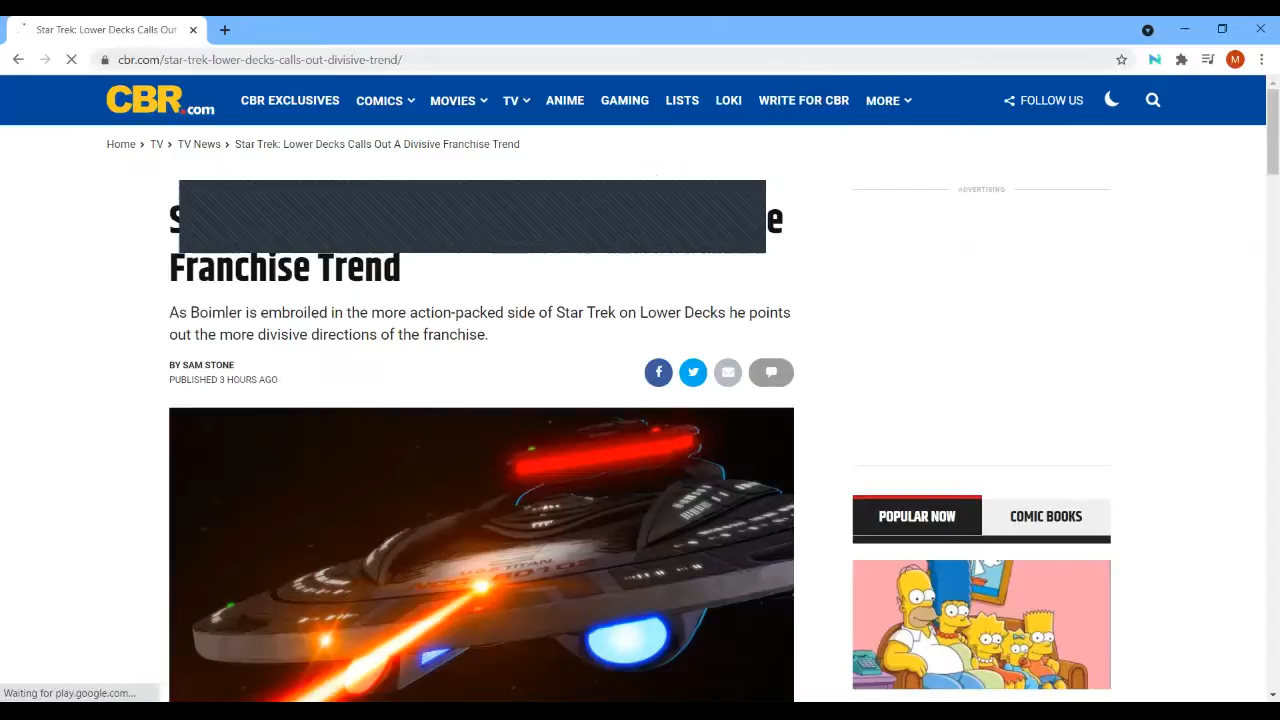 Star Trek: Lower Decks Calls Out
cbr.com/star-trek-lower-decks-calls-out-divisive-trend/
M
CBR.com
CBR EXCLUSIVES COMICS MOVIES TV ANIME GAMING LISTS LOKI WRITE FOR CBR MORE FOLLOW US
Home > TV > TV News > Star Trek: Lower Decks Calls Out A Divisive Franchise Trend
ADVERTISING
Franchise Trend
As Boimler is embroiled in the more action-packed side of Star Trek on Lower Decks he points
out the more divisive directions of the franchise.
BY SAM STONE
PUBLISHED 3 HOURS AGO
POPULAR NOW COMIC BOOKS
TITAN
Waiting for play.google.com...